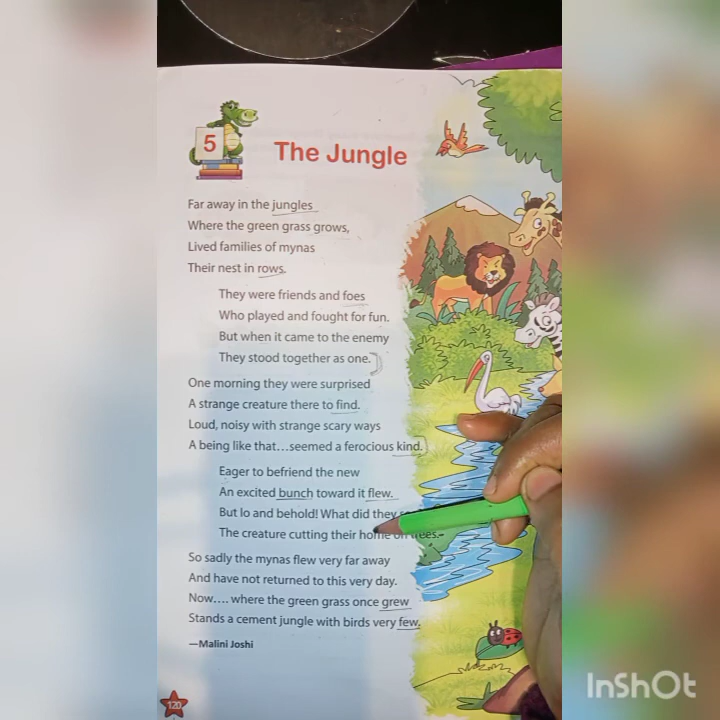 5
The Jungle
Far away in the jungles
Where the green grass grows,
Lived families of mynas
Their nest in rows.
They were friends and foes
Who played and fought for fun.
But when it came to the enemy
They stood together as one.
One morning they were surprised
A strange creature there to find.
Loud, noisy with strange scary ways
A being like that...seemed a ferocious kind.
Eager to befriend the new
An excited bunch toward it flew.
But lo and behold! What did they
The creature cutting their home on trees.
So sadly the mynas flew very far away
And have not returned to this very day.
Now.... where the green grass once grew
Stands a cement jungle with birds very few.
—Malini Joshi
120
InShOt